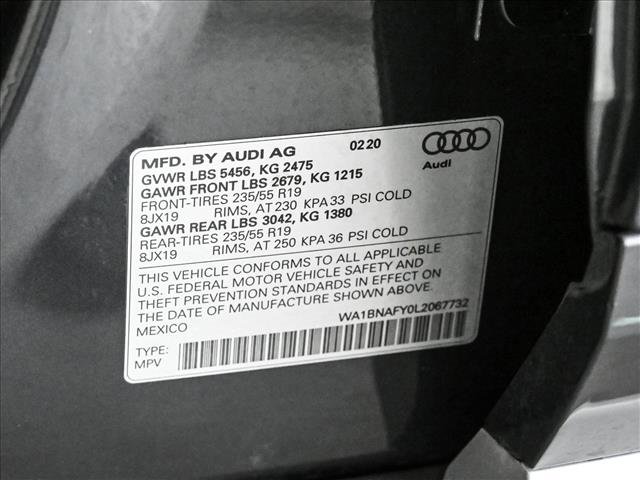 MFD. BY AUDI AG 0220
GVWR LBS 5456, KG 2475
GAWR FRONT LBS 2679, KG 1215
FRONT-TIRES 235/55 R19
8JX19 RIMS, AT 230 KPA 33 PSI COLD
GAWR REAR LBS 3042, KG 1380
REAR-TIRES 235/55 R19
8JX19 RIMS, AT 250 KPA 36 PSI COLD
THIS VEHICLE CONFORMS TO ALL APPLICABLE
U.S. FEDERAL MOTOR VEHICLE SAFETY AND
THEFT PREVENTION STANDARDS IN EFFECT ON
THE DATE OF MANUFACTURE SHOWN ABOVE.
MEXICO WA1BNAFY0L2067732
TYPE:
MPV
Audi